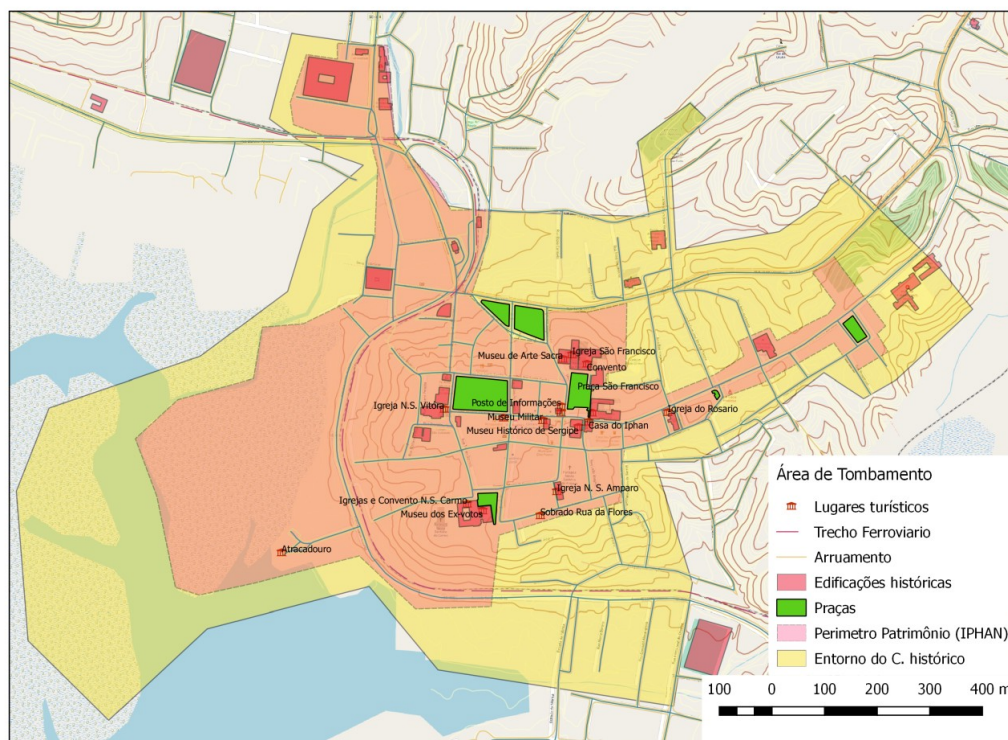 Museu de Arte Sacra
Igreja São Francisco
Convento
Praça São Francisco
Igreja N.S. Vitóra
Posto de Informações
Museu Militar
Igreja do Rosario
Museu Histórico de Sergipe
Casa do Iphan
Igreja N. S. Amparo
Igrejas e Convento N.S. Carmo
Museu dos Ex-votos
Sobrado Rua da Flores
Atracadouro
Área de Tombamento
Lugares turísticos
Trecho Ferroviario
Arruamento
Edificações históricas
Praças
Perimetro Patrimônio (IPHAN)
Entorno do C. histórico
100 0 100 200 300 400 m